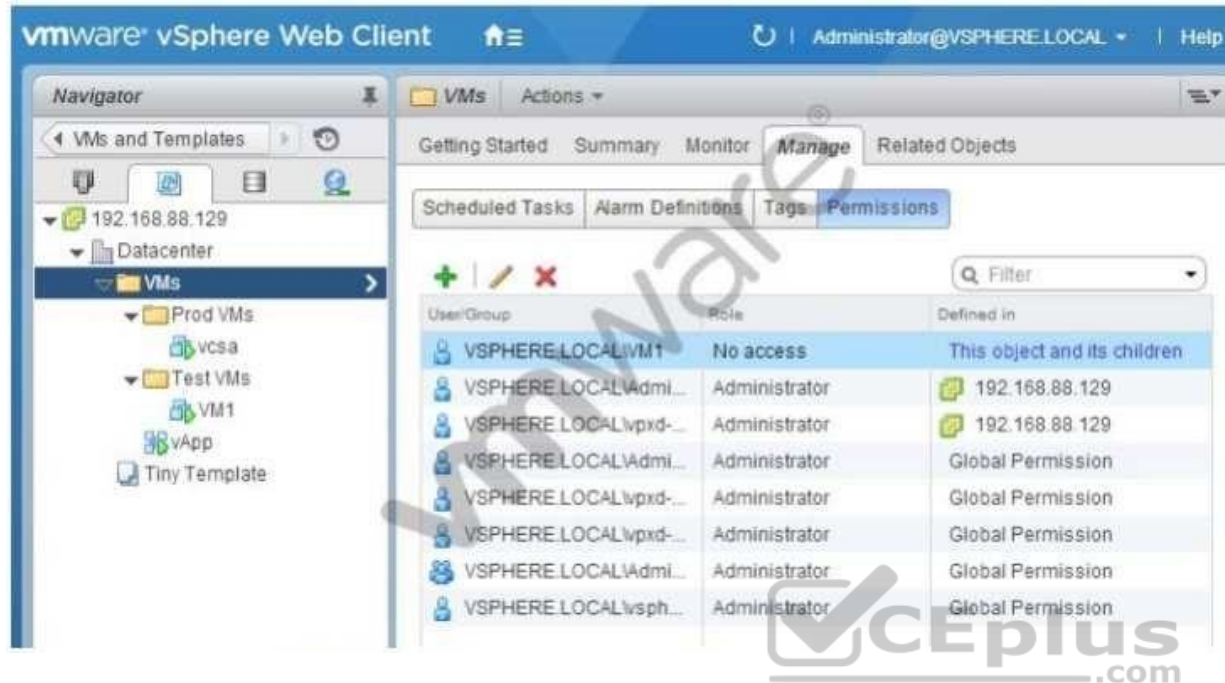 vmware® vSphere Web Client
Administrator@VSPHERE.LOCAL
Help
Navigator
VMs and Templates
192.168.88.129
Datacenter
VMs
Prod VMs
vcsa
Test VMs
VM1
vApp
Tiny Template
VMs Actions
Getting Started Summary Monitor Manage Related Objects
Scheduled Tasks Alarm Definitions Tags Permissions
Filter
User/Group Role Defined in
VSPHERE.LOCAL\VM1 No access This object and its children
VSPHERE.LOCAL\Admi... Administrator 192.168.88.129
VSPHERE.LOCAL\vpxd-... Administrator 192.168.88.129
VSPHERE.LOCAL\Admi... Administrator Global Permission
VSPHERE.LOCAL\vpxd-... Administrator Global Permission
VSPHERE.LOCAL\vpxd-... Administrator Global Permission
VSPHERE.LOCAL\Admi... Administrator Global Permission
VSPHERE.LOCAL\vsph... Administrator Global Permission
vmware®
CEplus
.com